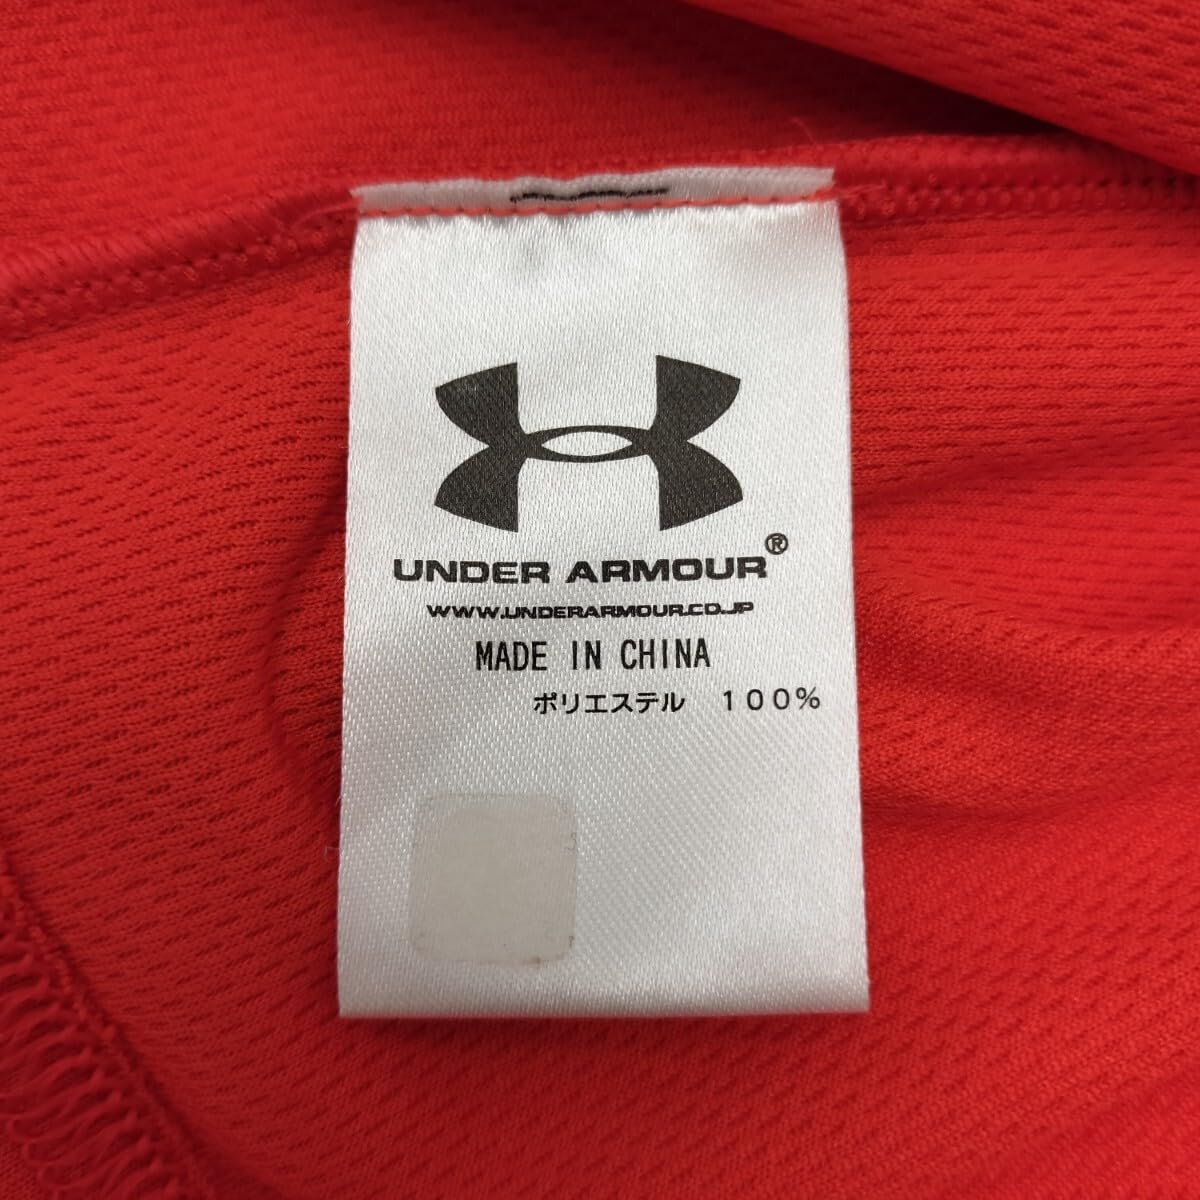 UNDER ARMOUR®
WWW.UNDERARMOUR.CO.JP
MADE IN CHINA
ポリエステル 100%